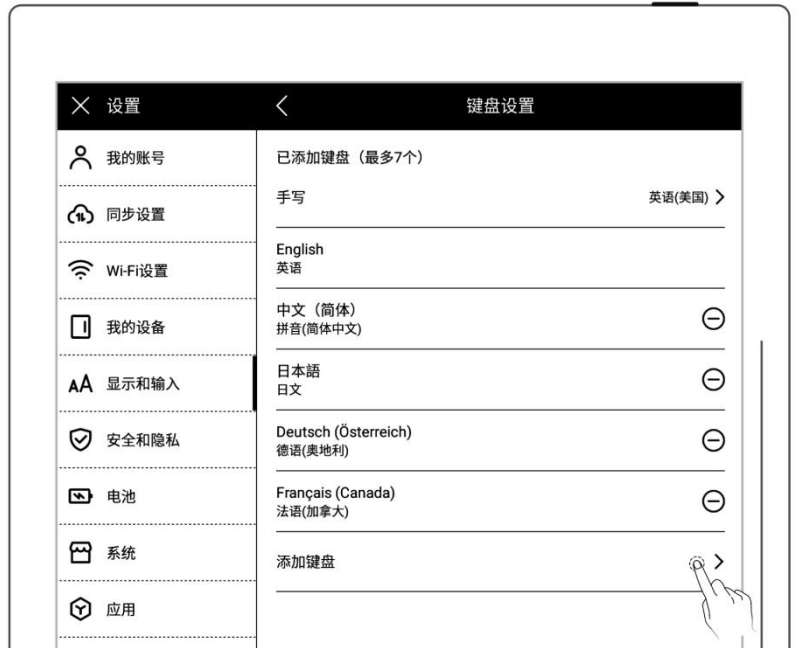 设置
键盘设置
我的账号
同步设置
Wi-Fi设置
我的设备
显示和输入
安全和隐私
电池
系统
应用
已添加键盘（最多7个）
手写 英语(美国)
English
英语
中文（简体）
拼音(简体中文)
日本語
日文
Deutsch (Österreich)
德语(奥地利)
Français (Canada)
法语(加拿大)
添加键盘